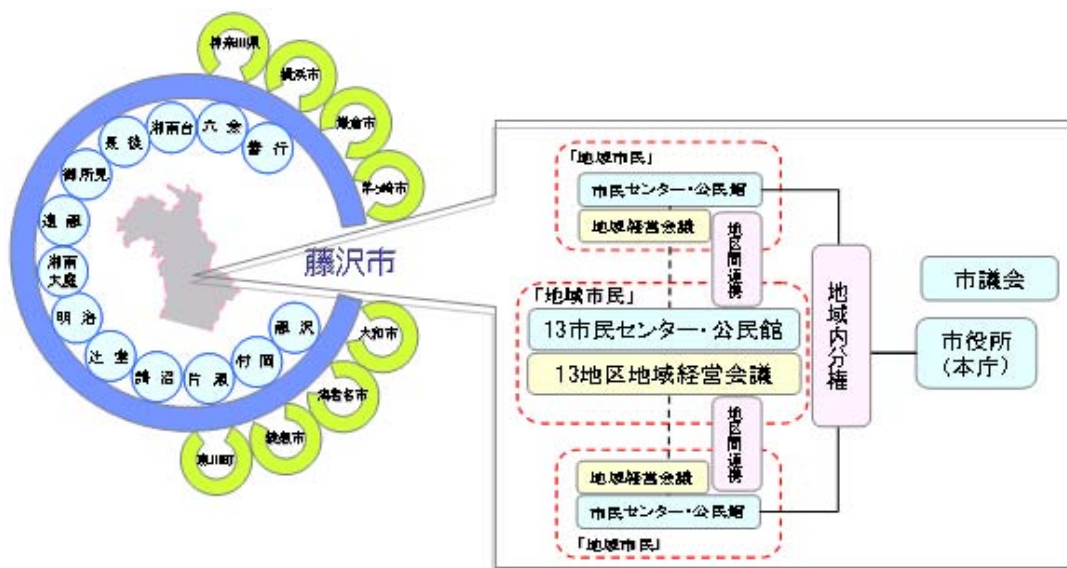 神奈川県
横浜市
鎌倉市
茅ヶ崎市
善行
六会
湘南台
長後
御所見
遠藤
湘南
大庭
明治
辻堂
鵠沼
片瀬
村岡
藤沢
大和市
海老名市
綾瀬市
寒川町
藤沢市
「地域市民」
市民センター・公民館
地域経営会議
地区間連携
「地域市民」
13市民センター・公民館
13地区地域経営会議
地区間連携
地域経営会議
市民センター・公民館
「地域市民」
地域内分権
市議会
市役所
(本庁)